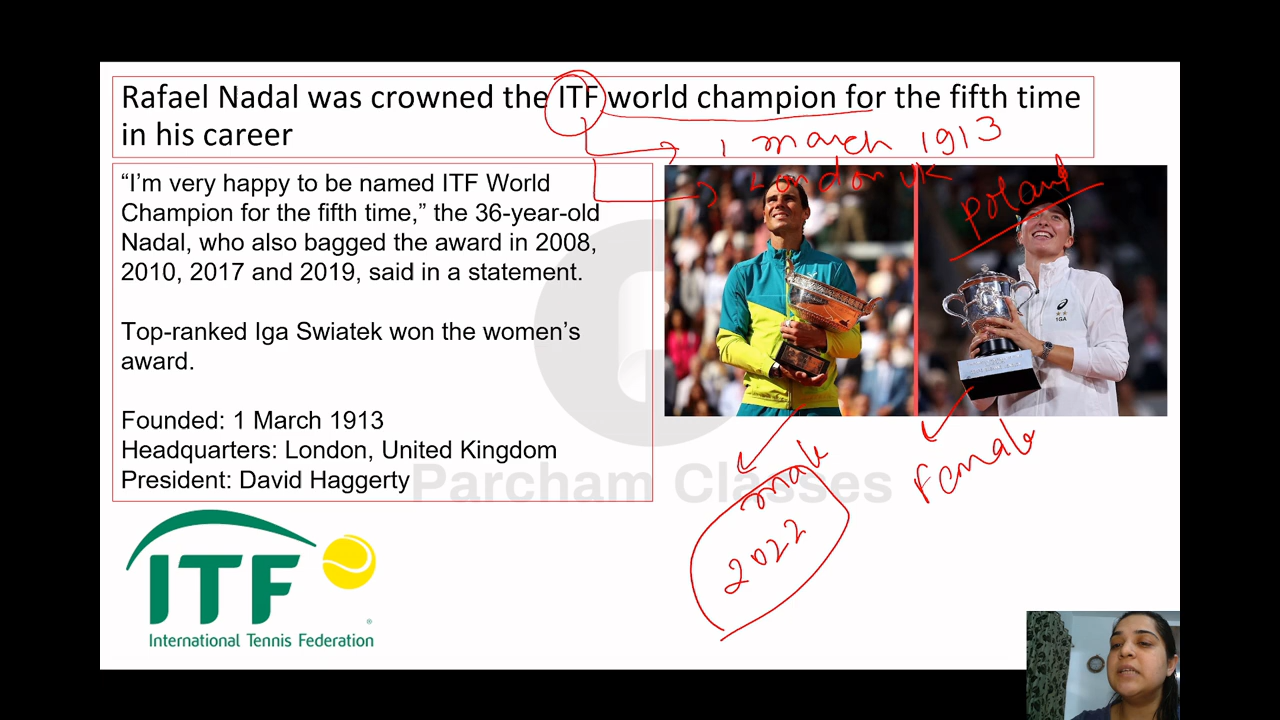 Rafael Nadal was crowned the ITF world champion for the fifth time
in his career
1 march 1913
London UK
“I’m very happy to be named ITF World
Champion for the fifth time,” the 36-year-old
Nadal, who also bagged the award in 2008,
2010, 2017 and 2019, said in a statement.
Top-ranked Iga Swiatek won the women’s
award.
Founded: 1 March 1913
Headquarters: London, United Kingdom
President: David Haggerty
Poland
IGA
male
2022
Female
Parcham Classes
ITF
®
International Tennis Federation